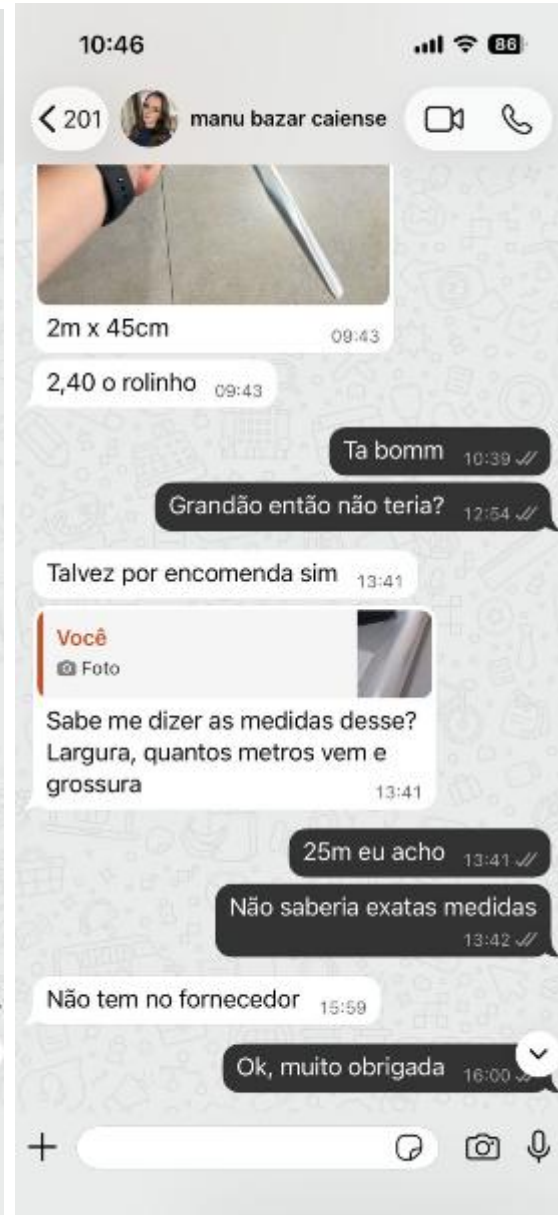 10:46
86
201
manu bazar caiense
2m x 45cm
09:43
2,40 o rolinho 09:43
Ta bomm 10:39
Grandão então não teria? 12:54
Talvez por encomenda sim 13:41
Você
Foto
Sabe me dizer as medidas desse?
Largura, quantos metros vem e
grossura
13:41
25m eu acho 13:41
Não saberia exatas medidas
13:42
Não tem no fornecedor 15:59
Ok, muito obrigada 16:00